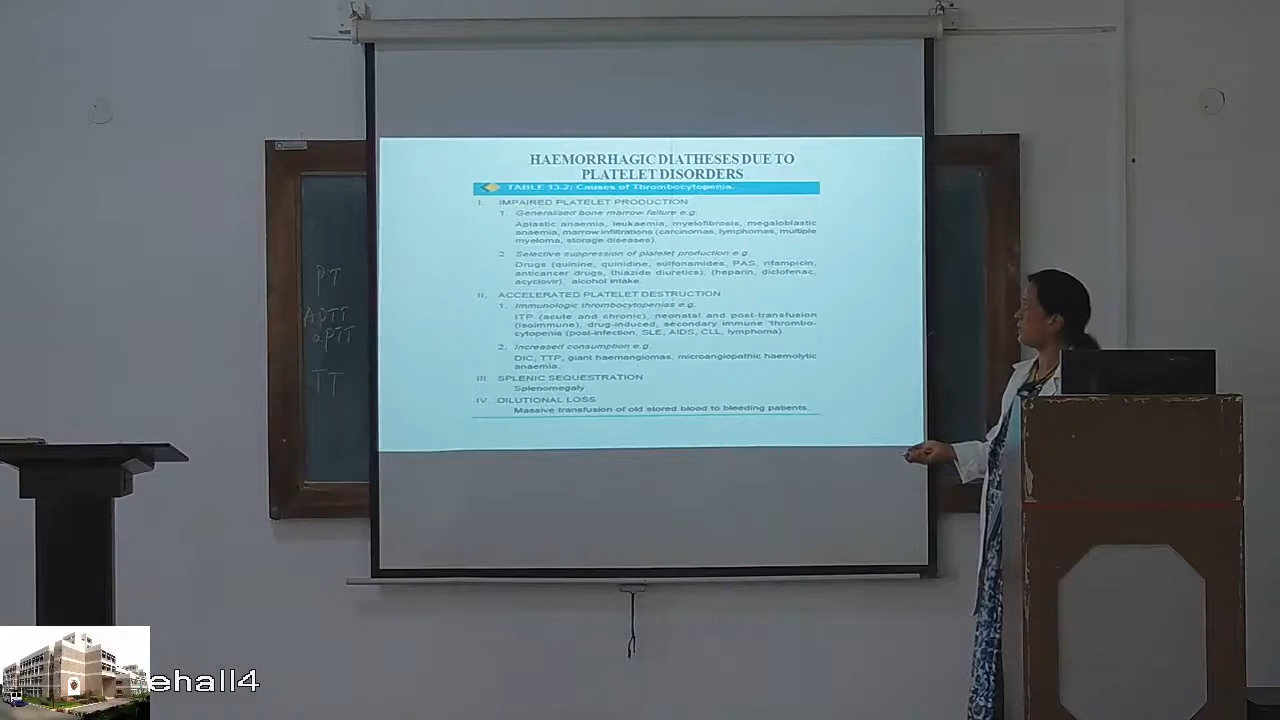 HAEMORRHAGIC DIATHESES DUE TO
PLATELET DISORDERS
TABLE 13.2: Causes of Thrombocytopenia.
I. IMPAIRED PLATELET PRODUCTION
1. Generalised bone marrow failure e.g.
Aplastic anaemia, leukaemia, myelofibrosis, megaloblastic
anaemia, marrow infiltrations (carcinomas, lymphomas, multiple
myeloma, storage diseases).
2. Selective suppression of platelet production e.g.
Drugs (quinine, quinidine, sulfonamides, PAS, rifampicin,
anticancer drugs, thiazide diuretics), (heparin, diclofenac,
acyclovir), alcohol intake.
II. ACCELERATED PLATELET DESTRUCTION
1. Immunologic thrombocytopenias e.g.
ITP (acute and chronic), neonatal and post-transfusion
(isoimmune), drug-induced, secondary immune thrombo-
cytopenia (post-infection, SLE, AIDS, CLL, lymphoma).
2. Increased consumption e.g.
DIC, TTP, giant haemangiomas, microangiopathic haemolytic
anaemia.
III. SPLENIC SEQUESTRATION
Splenomegaly
IV. DILUTIONAL LOSS
Massive transfusion of old stored blood to bleeding patients.
PT
APTT
aPTT
TT
ehall4